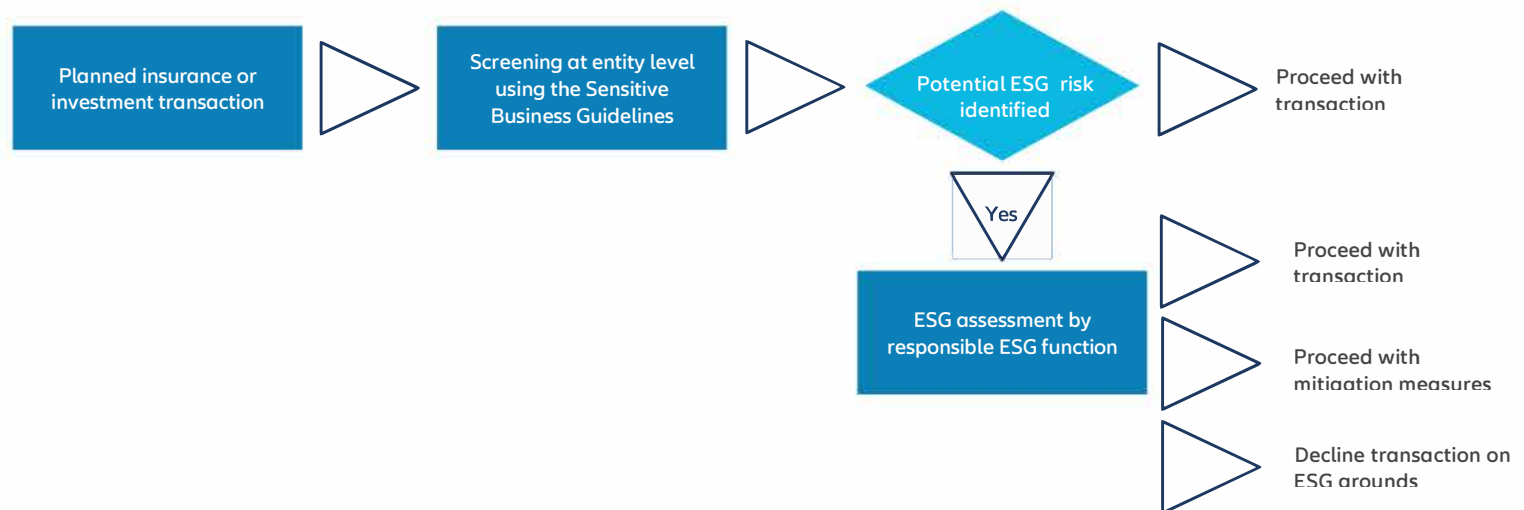 Planned insurance or
investment transaction
Screening at entity level
using the Sensitive
Business Guidelines
Potential ESG risk
identified
Proceed with
transaction
Yes
ESG assessment by
responsible ESG function
Proceed with
transaction
Proceed with
mitigation measures
Decline transaction on
ESG grounds